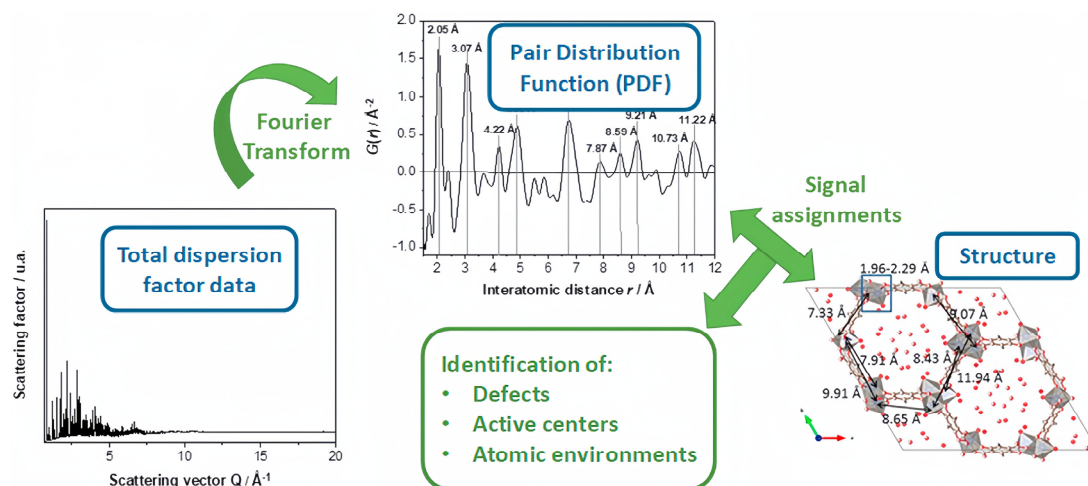 2.0
1.5
1.0
0.5
0.0
-0.5
-1.0
G(r) / Å⁻²
2.05 Å
3.07 Å
4.22 Å
7.87 Å
8.59 Å
9.21 Å
10.73 Å
11.22 Å
2 3 4 5 6 7 8 9 10 11 12
Interatomic distance r / Å
Pair Distribution
Function (PDF)
Fourier
Transform
Total dispersion
factor data
Scattering factor / u.a.
5 10 15 20
Scattering vector Q / Å⁻¹
Signal
assignments
Structure
1.96-2.29 Å
7.33 Å
9.07 Å
7.91 Å
8.43 Å
9.91 Å
11.94 Å
8.65 Å
Identification of:
• Defects
• Active centers
• Atomic environments